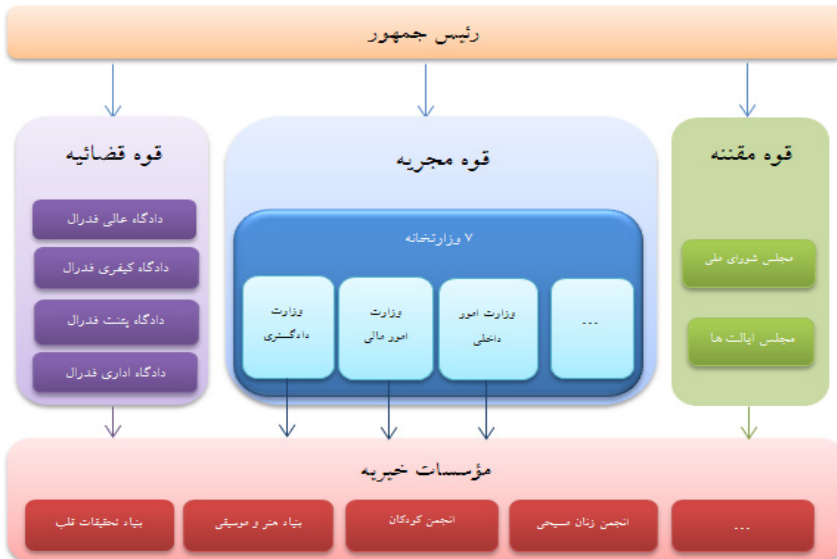 رئیس جمهور
قوه مقننه
مجلس شورای ملی
مجلس ایالت ها
قوه مجریه
۷ وزارتخانه
...
وزارت امور
داخلی
وزارت
امور مالی
وزارت
دادگستری
قوه قضائیه
دادگاه عالی فدرال
دادگاه کیفری فدرال
دادگاه پتنت فدرال
دادگاه اداری فدرال
مؤسسات خیریه
...
انجمن زنان مسیحی
انجمن کودکان
بنیاد هنر و موسیقی
بنیاد تحقیقات قلب